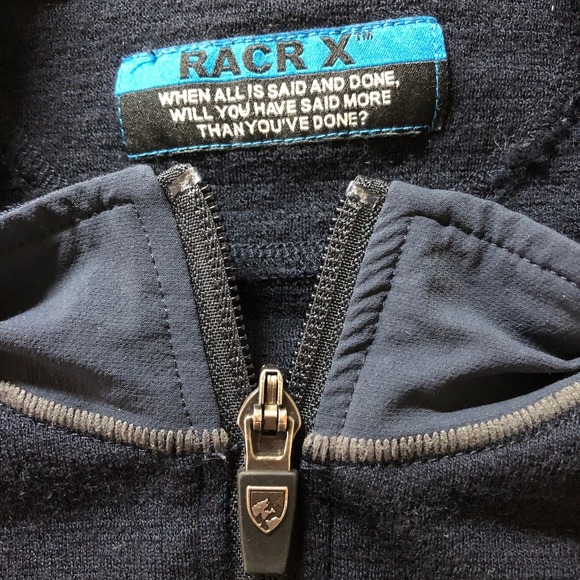 RACR X™
WHEN ALL IS SAID AND DONE,
WILL YOU HAVE SAID MORE
THAN YOU'VE DONE?